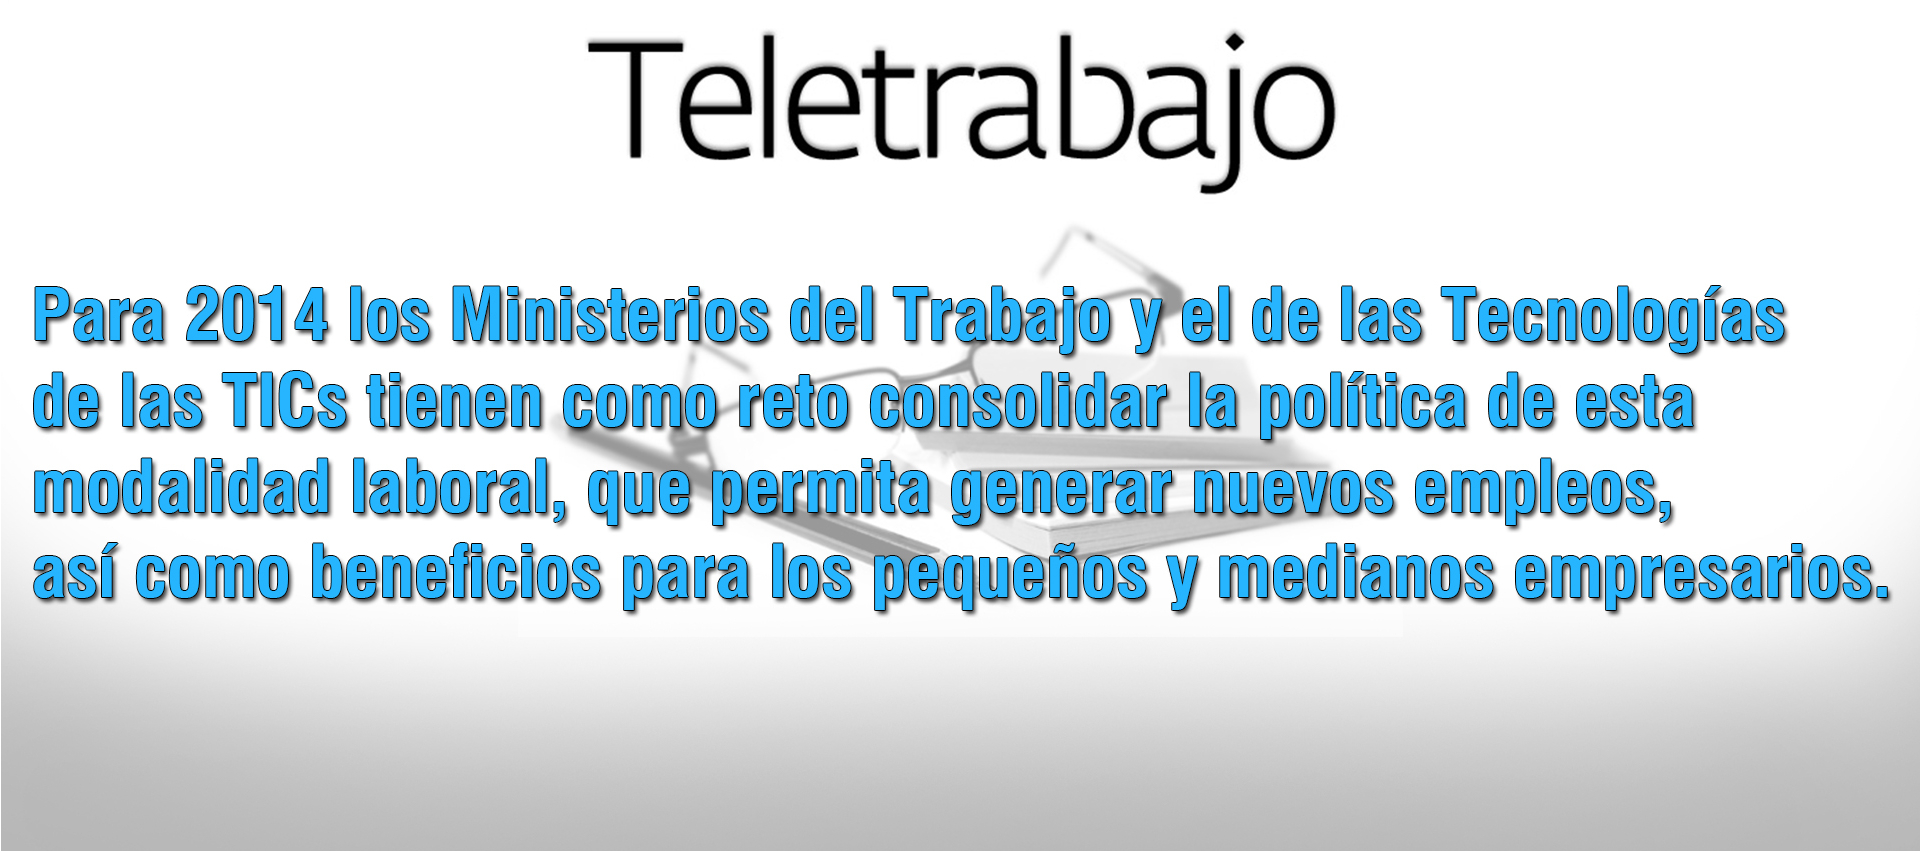 Teletrabajo
Para 2014 los Ministerios del Trabajo y el de las Tecnologías
de las TICs tienen como reto consolidar la política de esta
modalidad laboral, que permita generar nuevos empleos,
así como beneficios para los pequeños y medianos empresarios.